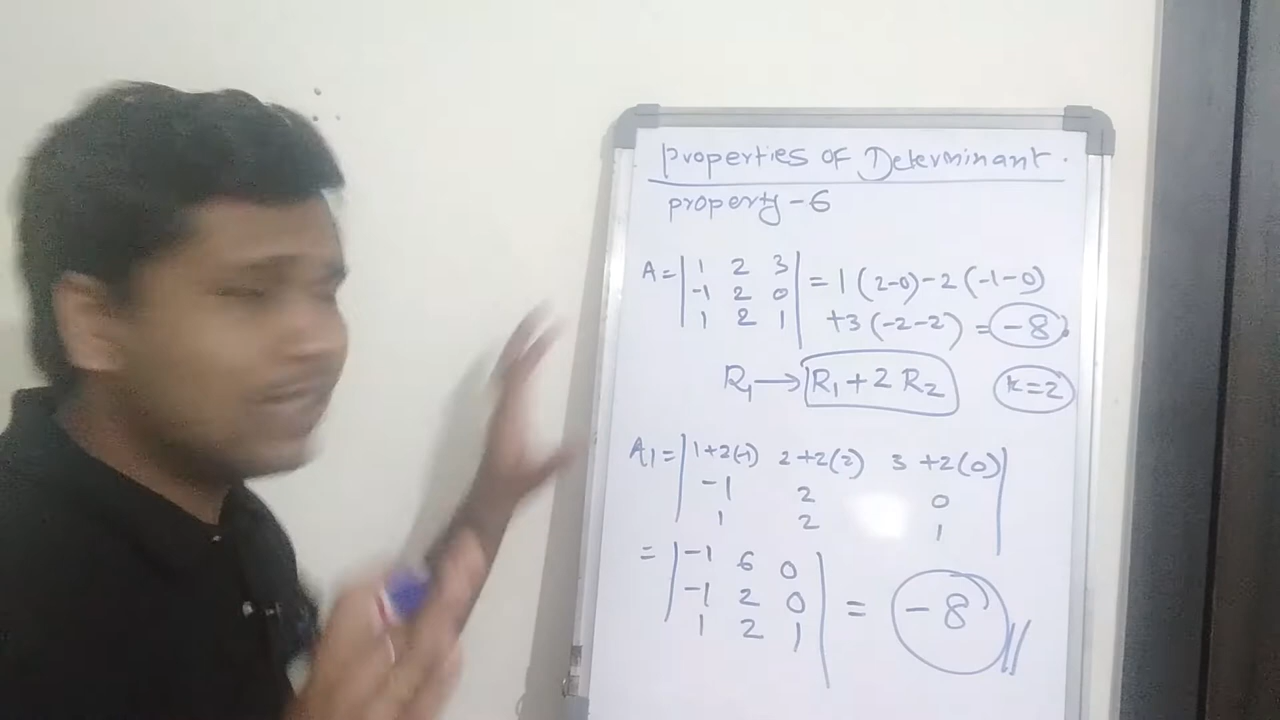 Properties OF Determinant.
property - 6
A = | 1 2 3 | = 1 (2-0) - 2 (-1-0)
| -1 2 0 | +3 (-2-2) = -8
| 1 2 1 |
R1 → R1 + 2 R2 K=2
A1 = | 1+2(-1) 2+2(2) 3+2(0) |
| -1 2 0 |
| 1 2 1 |
= | -1 6 0 |
| -1 2 0 | = -8 //
| 1 2 1 |